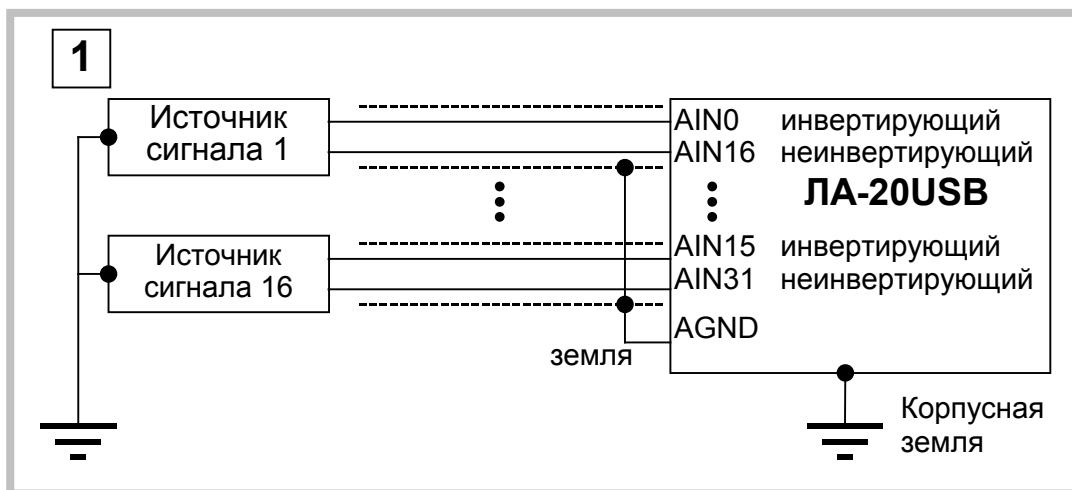 1
Источник
сигнала 1
AIN0 инвертирующий
AIN16 неинвертирующий
ЛА-20USB
Источник
сигнала 16
AIN15 инвертирующий
AIN31 неинвертирующий
AGND
земля
Корпусная
земля